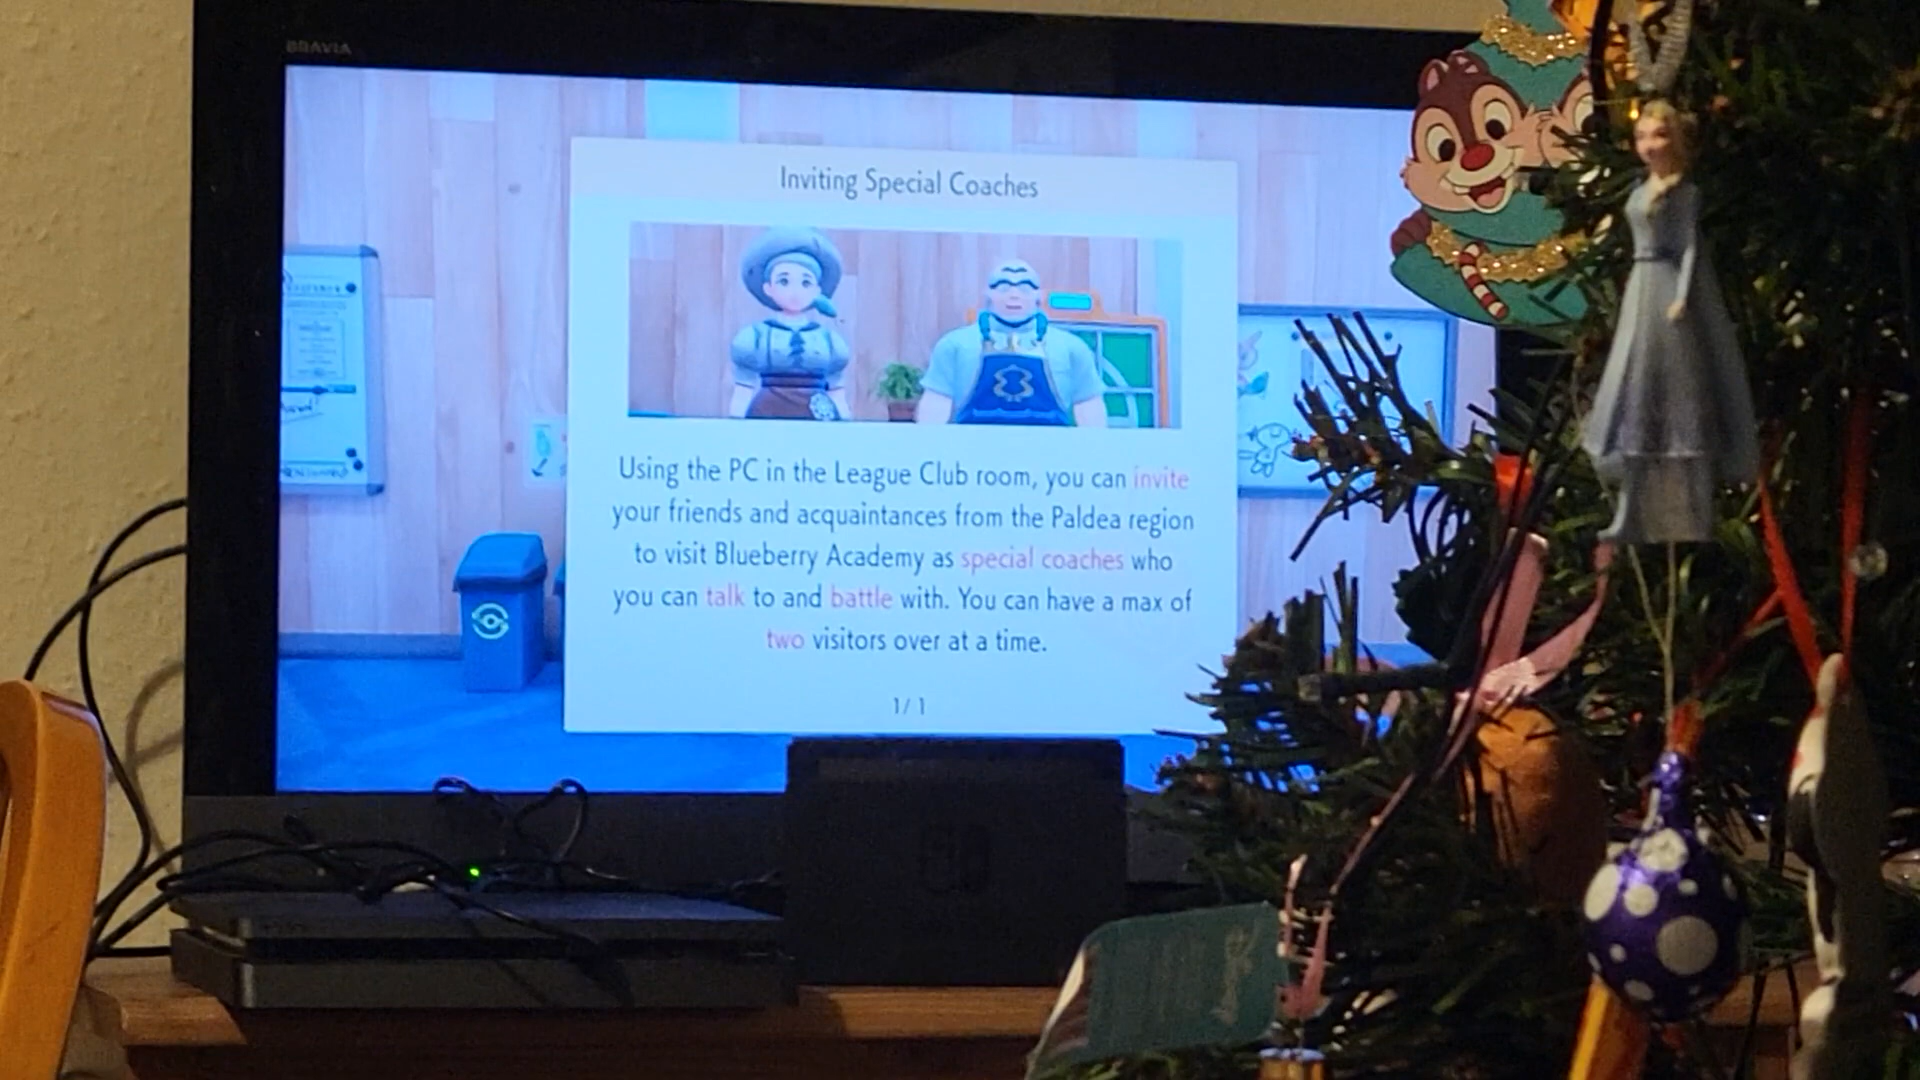 BRAVIA
Inviting Special Coaches
Using the PC in the League Club room, you can invite
your friends and acquaintances from the Paldea region
to visit Blueberry Academy as special coaches who
you can talk to and battle with. You can have a max of
two visitors over at a time.
1/1